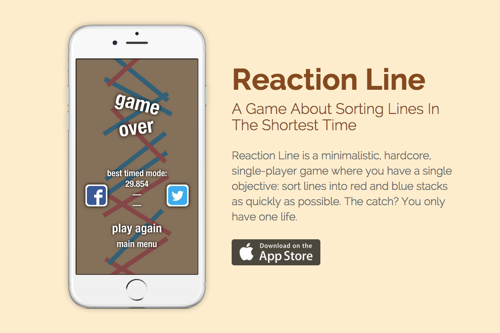 game
over
best timed mode:
29.854
—
—
play again
main menu
Reaction Line
A Game About Sorting Lines In
The Shortest Time
Reaction Line is a minimalistic, hardcore,
single-player game where you have a single
objective: sort lines into red and blue stacks
as quickly as possible. The catch? You only
have one life.
Download on the
App Store